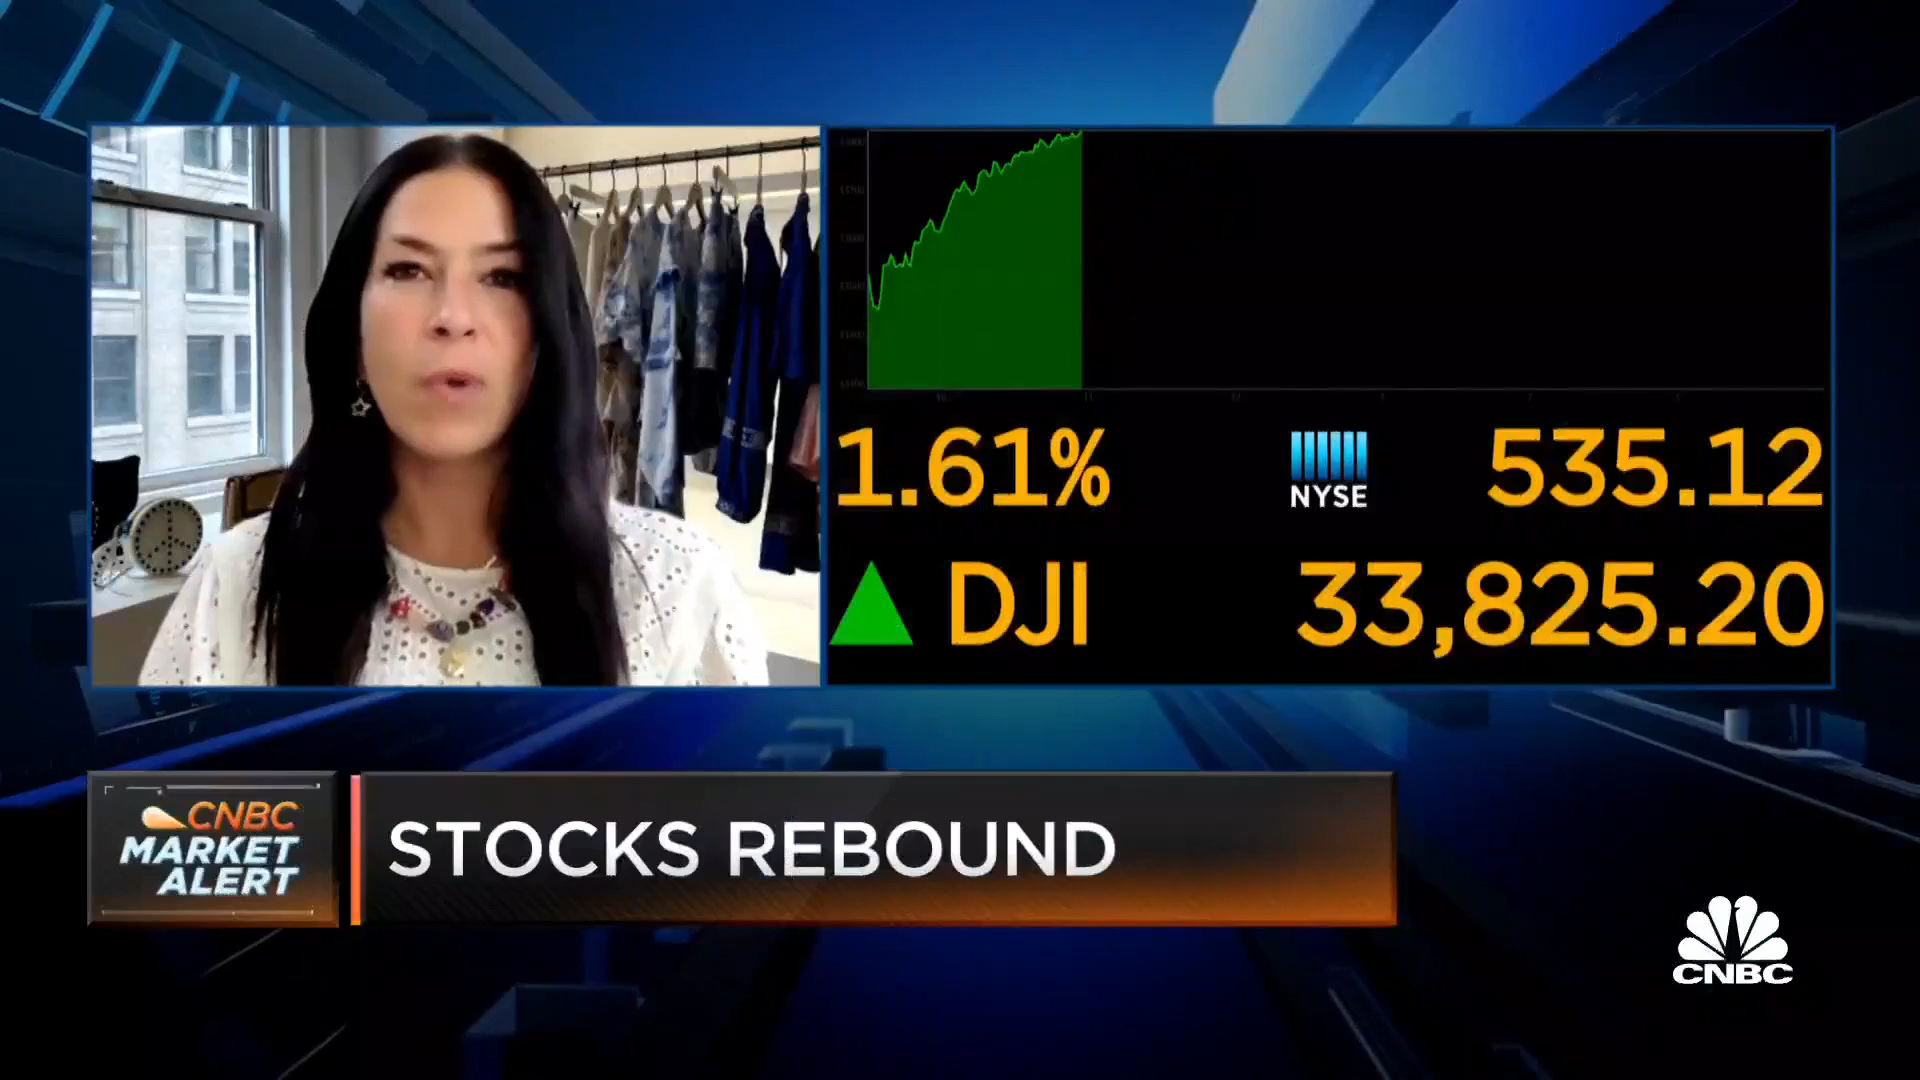 1.61%
NYSE
535.12
DJI
33,825.20
CNBC
MARKET
ALERT
STOCKS REBOUND
CNBC